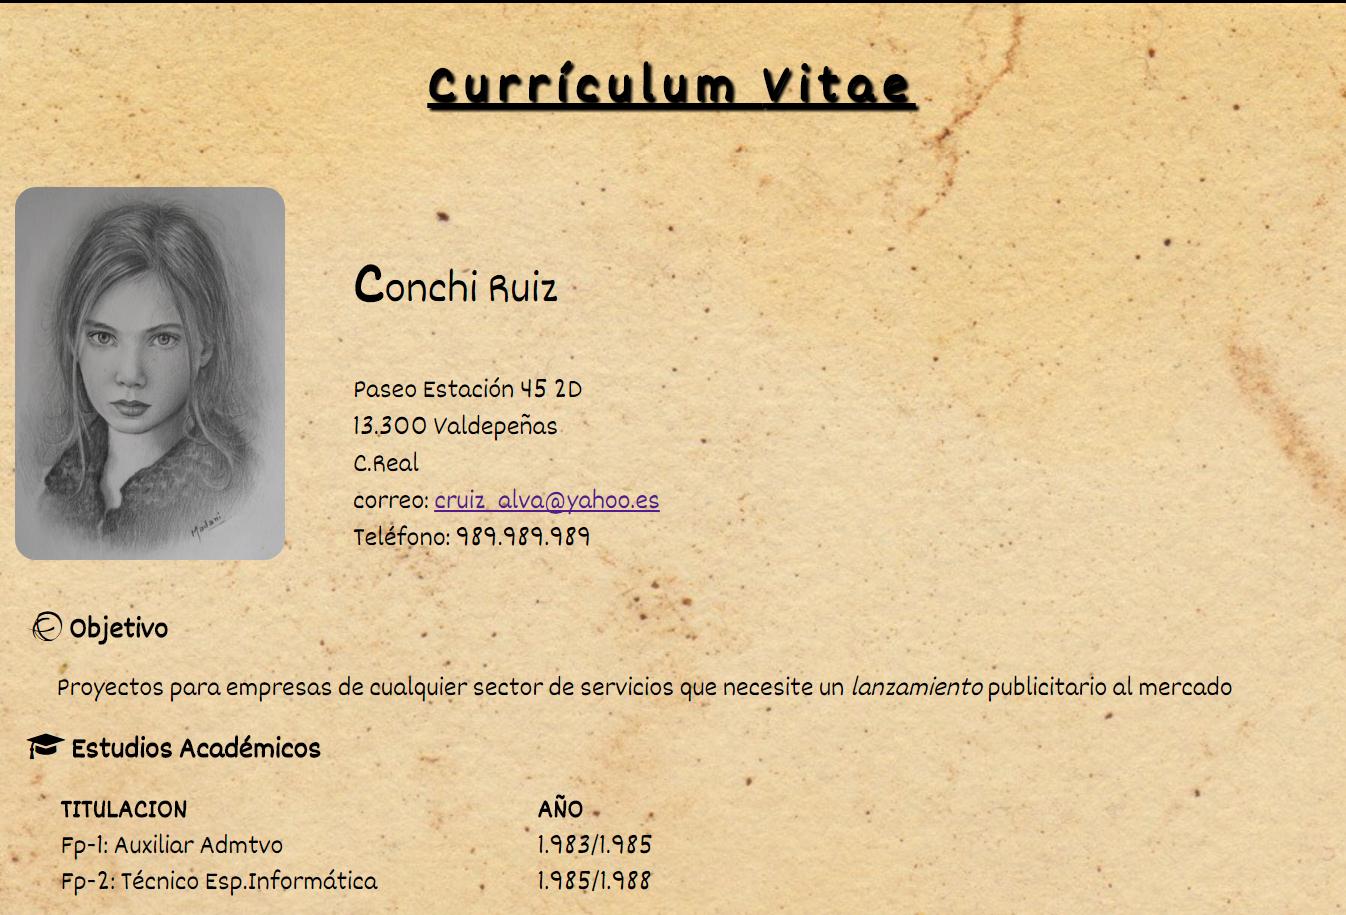 Currículum Vitae
Madani
Conchi Ruiz
Paseo Estación 45 2D
13.300 Valdepeñas
C.Real
correo: cruiz_alva@yahoo.es
Teléfono: 989.989.989
Objetivo
Proyectos para empresas de cualquier sector de servicios que necesite un lanzamiento publicitario al mercado
Estudios Académicos
TITULACION AÑO
Fp-1: Auxiliar Admtvo 1.983/1.985
Fp-2: Técnico Esp.Informática 1.985/1.988